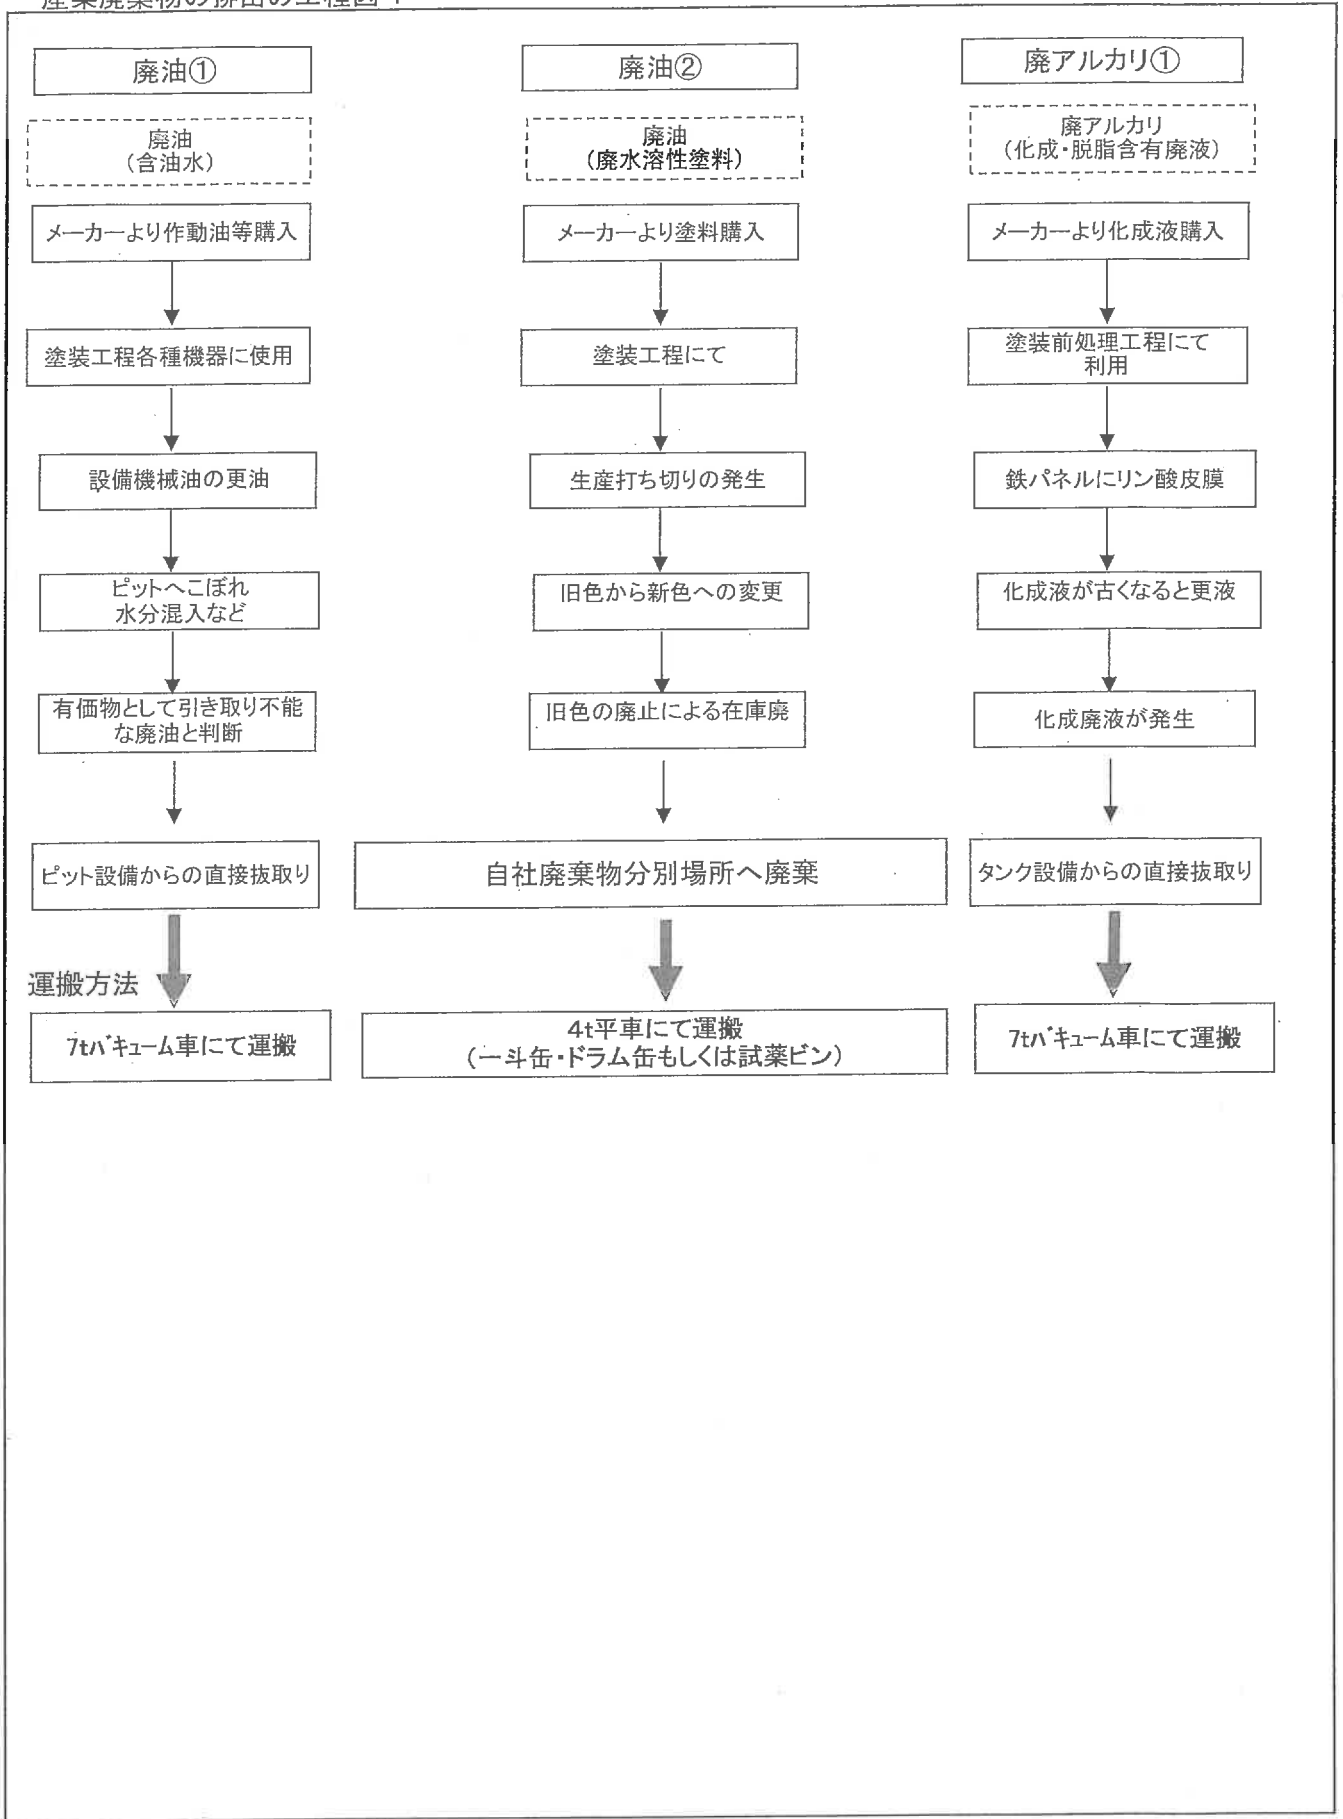 産業廃棄物の排出の工程図
廃油①
廃油
(含油水)
メーカーより作動油等購入
塗装工程各種機器に使用
設備機械油の更油
ピットへこぼれ
水分混入など
有価物として引き取り不能
な廃油と判断
ピット設備からの直接抜取り
運搬方法
7tバキューム車にて運搬
廃油②
廃油
(廃水溶性塗料)
メーカーより塗料購入
塗装工程にて
生産打ち切りの発生
旧色から新色への変更
旧色の廃止による在庫廃
自社廃棄物分別場所へ廃棄
4t平車にて運搬
(一斗缶・ドラム缶もしくは試薬ビン)
廃アルカリ①
廃アルカリ
(化成・脱脂含有廃液)
メーカーより化成液購入
塗装前処理工程にて
利用
鉄パネルにリン酸皮膜
化成液が古くなると更液
化成廃液が発生
タンク設備からの直接抜取り
7tバキューム車にて運搬